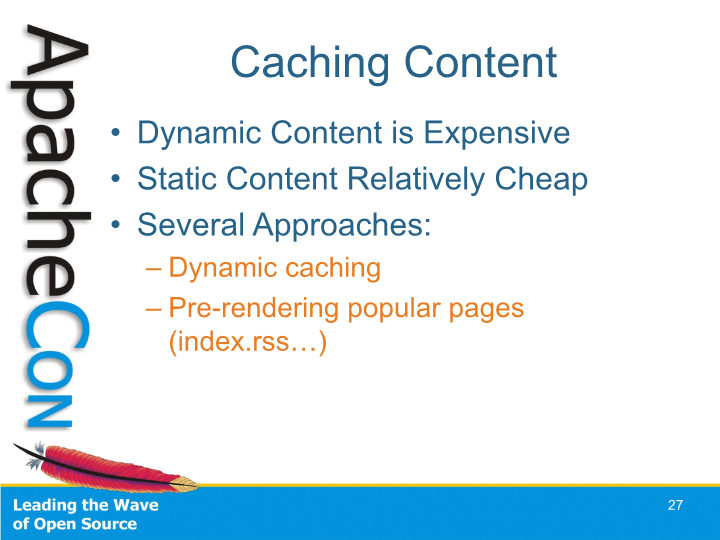 ApacheCon
Caching Content
• Dynamic Content is Expensive
• Static Content Relatively Cheap
• Several Approaches:
– Dynamic caching
– Pre-rendering popular pages
(index.rss…)
Leading the Wave
of Open Source
27